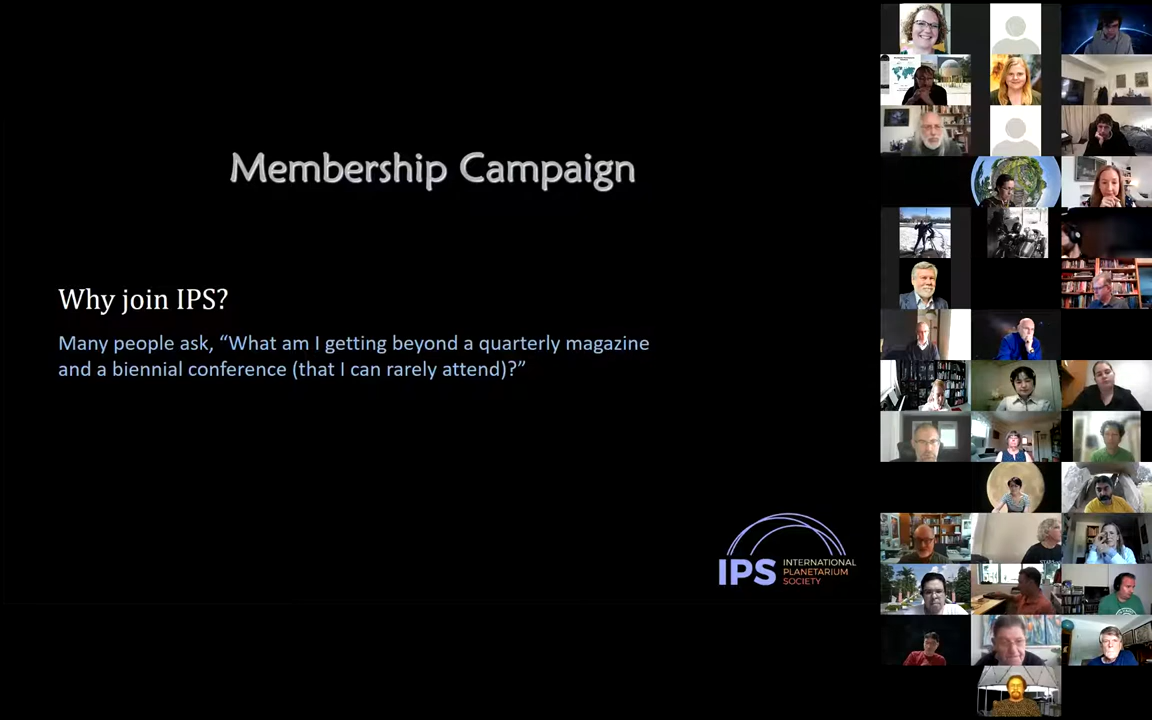 Membership Campaign
Why join IPS?
Many people ask, “What am I getting beyond a quarterly magazine
and a biennial conference (that I can rarely attend)?”
IPS
INTERNATIONAL
PLANETARIUM
SOCIETY